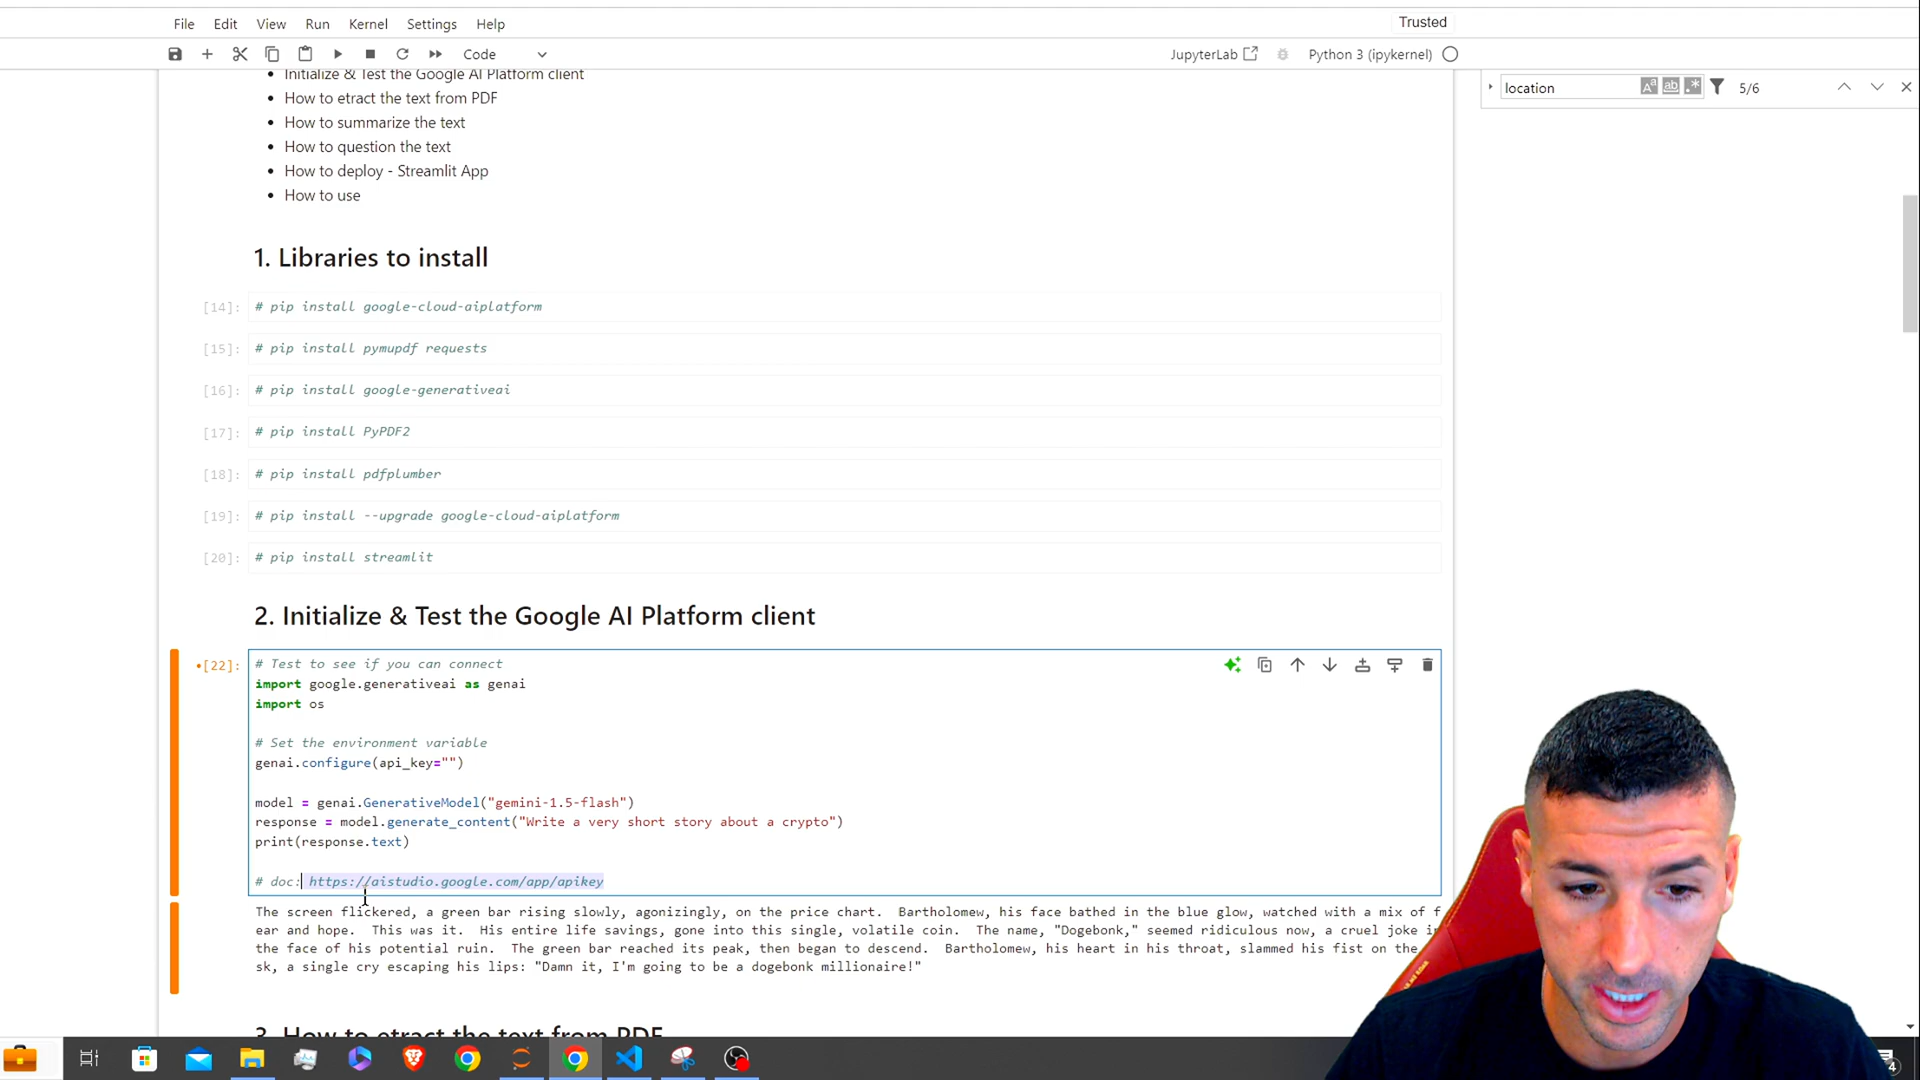 File Edit View Run Kernel Settings Help
Trusted
Code
JupyterLab
Python 3 (ipykernel)
location
5/6
Initialize & Test the Google AI Platform client
How to etract the text from PDF
How to summarize the text
How to question the text
How to deploy - Streamlit App
How to use
1. Libraries to install
[14]: # pip install google-cloud-aiplatform
[15]: # pip install pymupdf requests
[16]: # pip install google-generativeai
[17]: # pip install PyPDF2
[18]: # pip install pdfplumber
[19]: # pip install --upgrade google-cloud-aiplatform
[20]: # pip install streamlit
2. Initialize & Test the Google AI Platform client
[22]: # Test to see if you can connect
import google.generativeai as genai
import os
# Set the environment variable
genai.configure(api_key="")
model = genai.GenerativeModel("gemini-1.5-flash")
response = model.generate_content("Write a very short story about a crypto")
print(response.text)
# doc: https://aistudio.google.com/app/apikey
The screen flickered, a green bar rising slowly, agonizingly, on the price chart. Bartholomew, his face bathed in the blue glow, watched with a mix of f
ear and hope. This was it. His entire life savings, gone into this single, volatile coin. The name, "Dogebonk," seemed ridiculous now, a cruel joke i
the face of his potential ruin. The green bar reached its peak, then began to descend. Bartholomew, his heart in his throat, slammed his fist on the
sk, a single cry escaping his lips: "Damn it, I'm going to be a dogebonk millionaire!"
3. How to etract the text from PDF
4